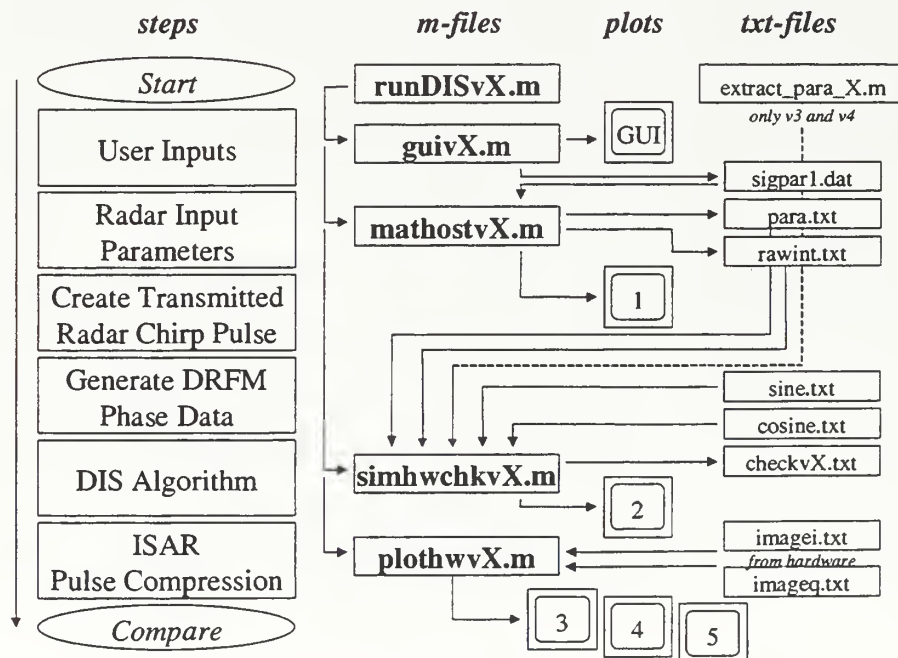 steps m-files plots txt-files
Start
User Inputs
Radar Input
Parameters
Create Transmitted
Radar Chirp Pulse
Generate DRFM
Phase Data
DIS Algorithm
ISAR
Pulse Compression
Compare
runDISvX.m
guivX.m
mathostvX.m
simhwchkvX.m
plothwvX.m
GUI
1
2
3 4 5
extract_para_X.m
only v3 and v4
sigpar1.dat
para.txt
rawint.txt
sine.txt
cosine.txt
checkvX.txt
imagei.txt
from hardware
imageq.txt